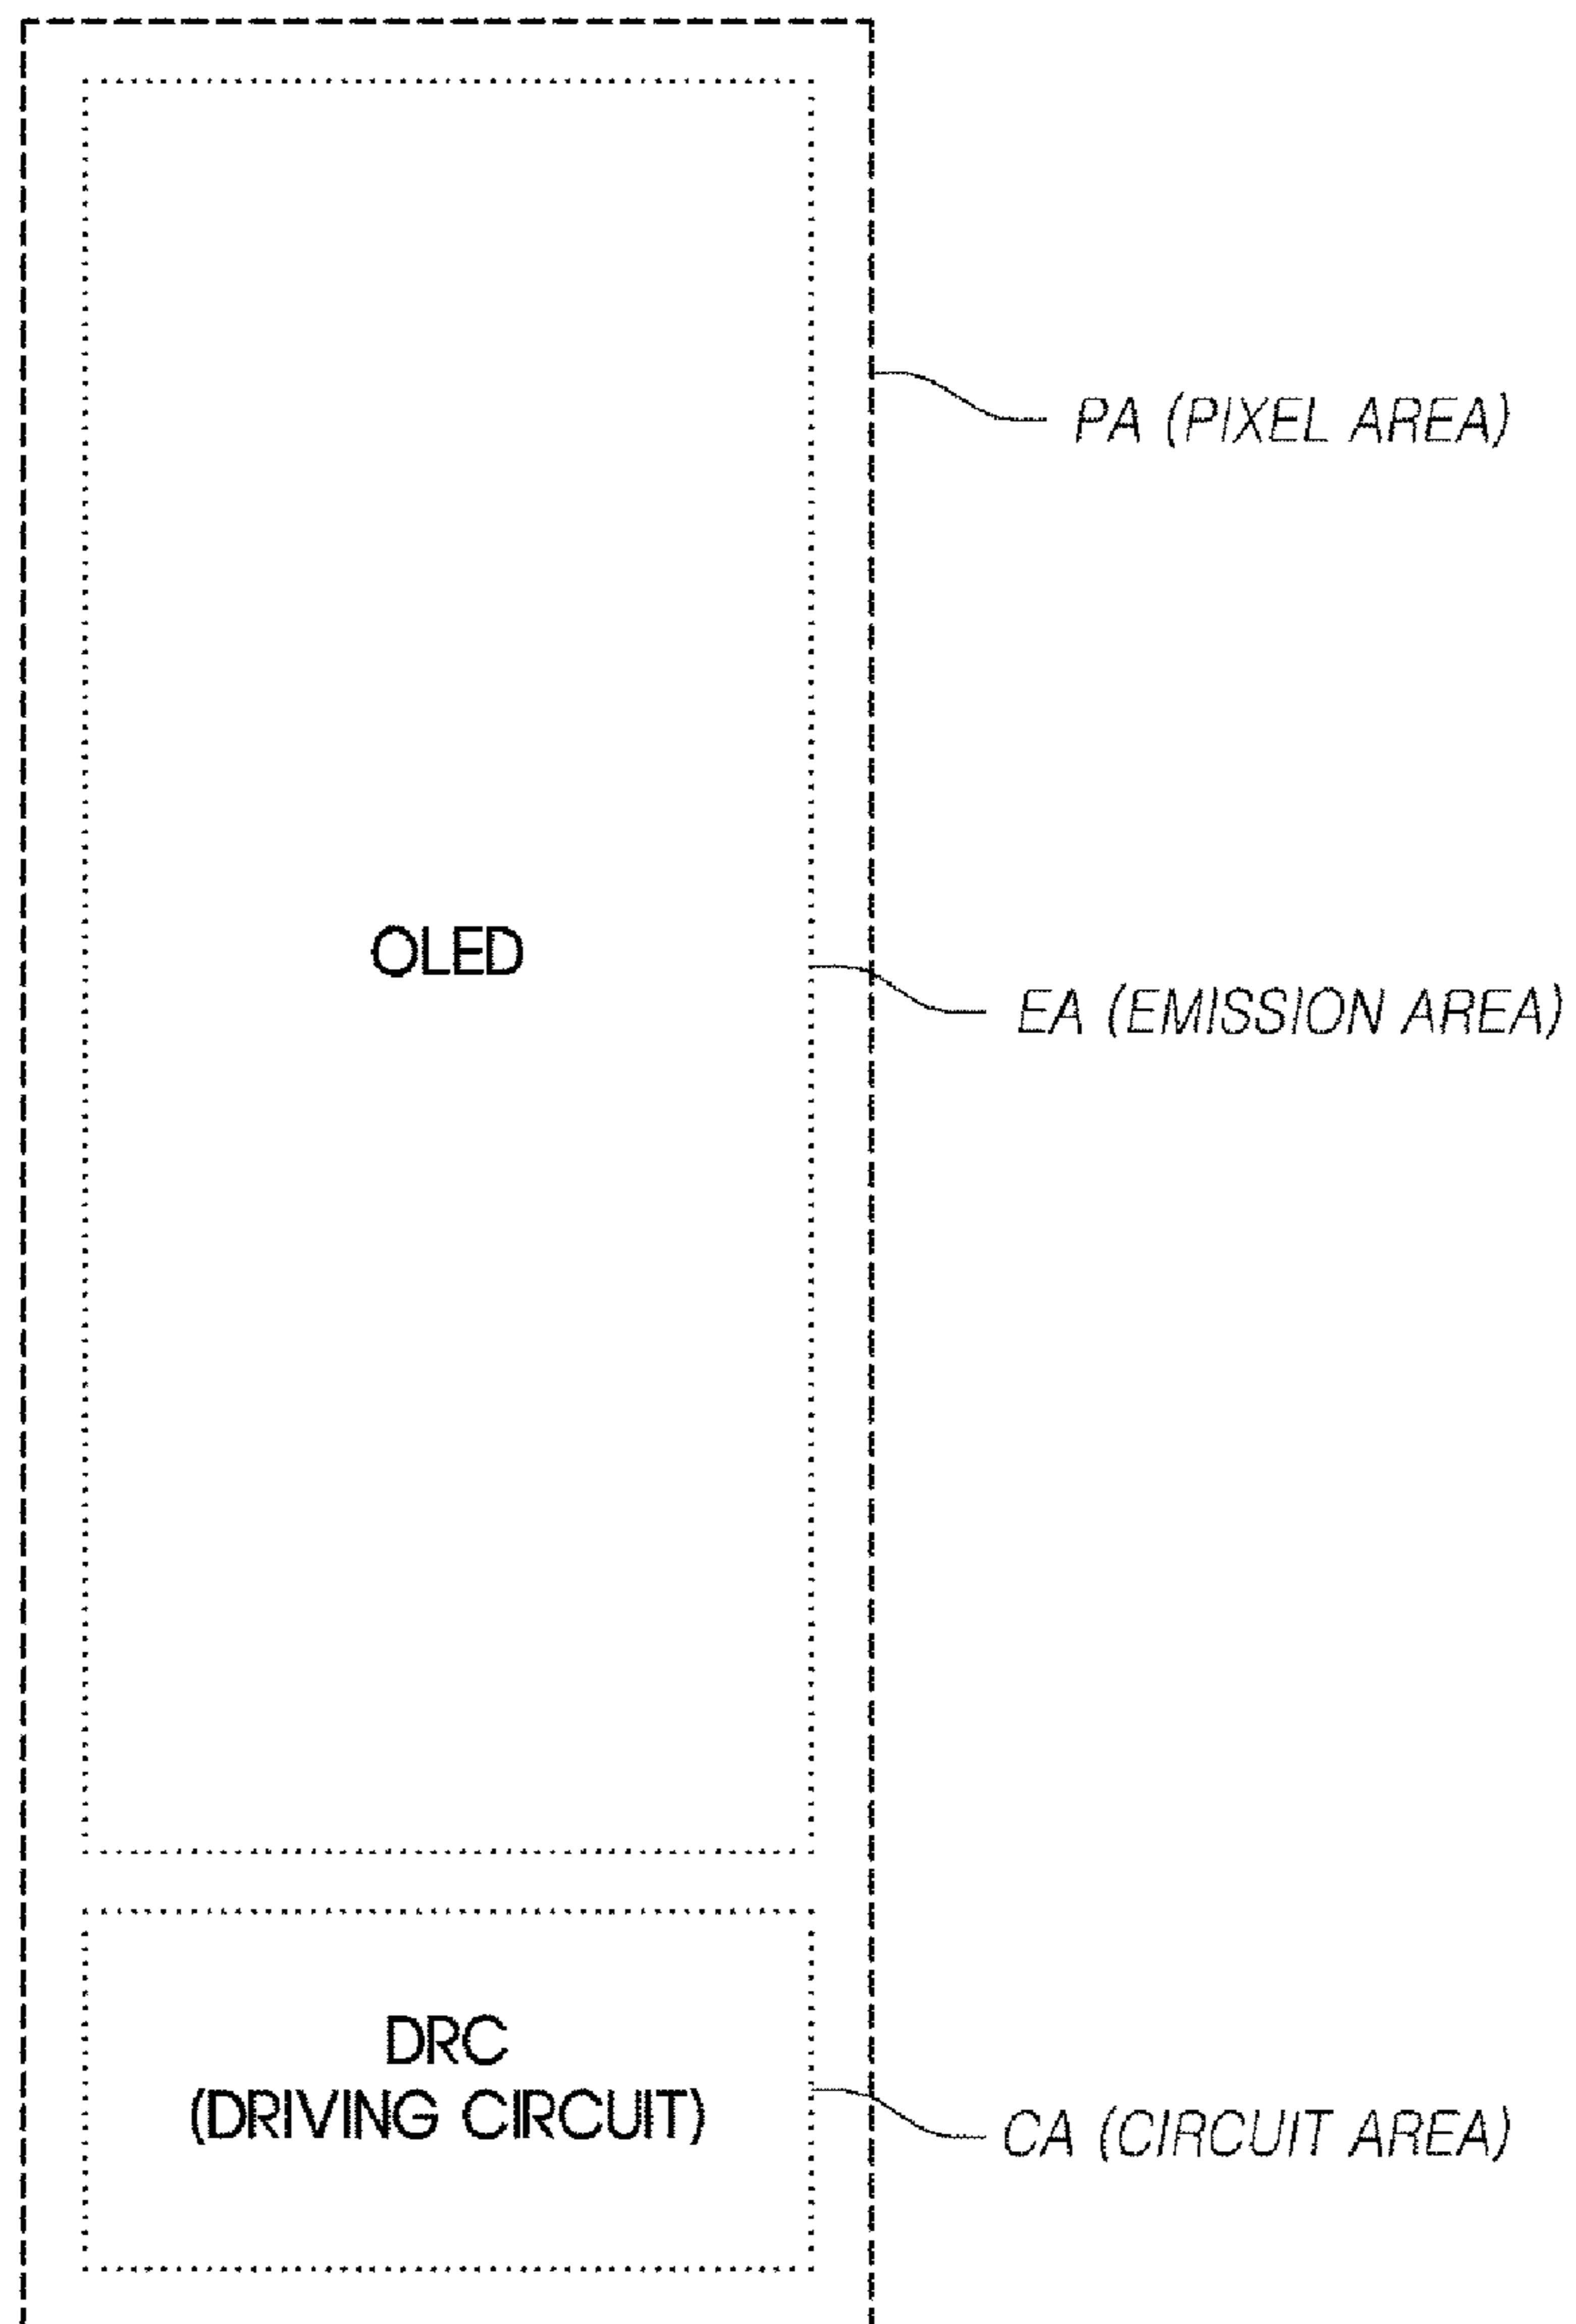 PA (PIXEL AREA)
OLED
EA (EMISSION AREA)
DRC
(DRIVING CIRCUIT)
CA (CIRCUIT AREA)